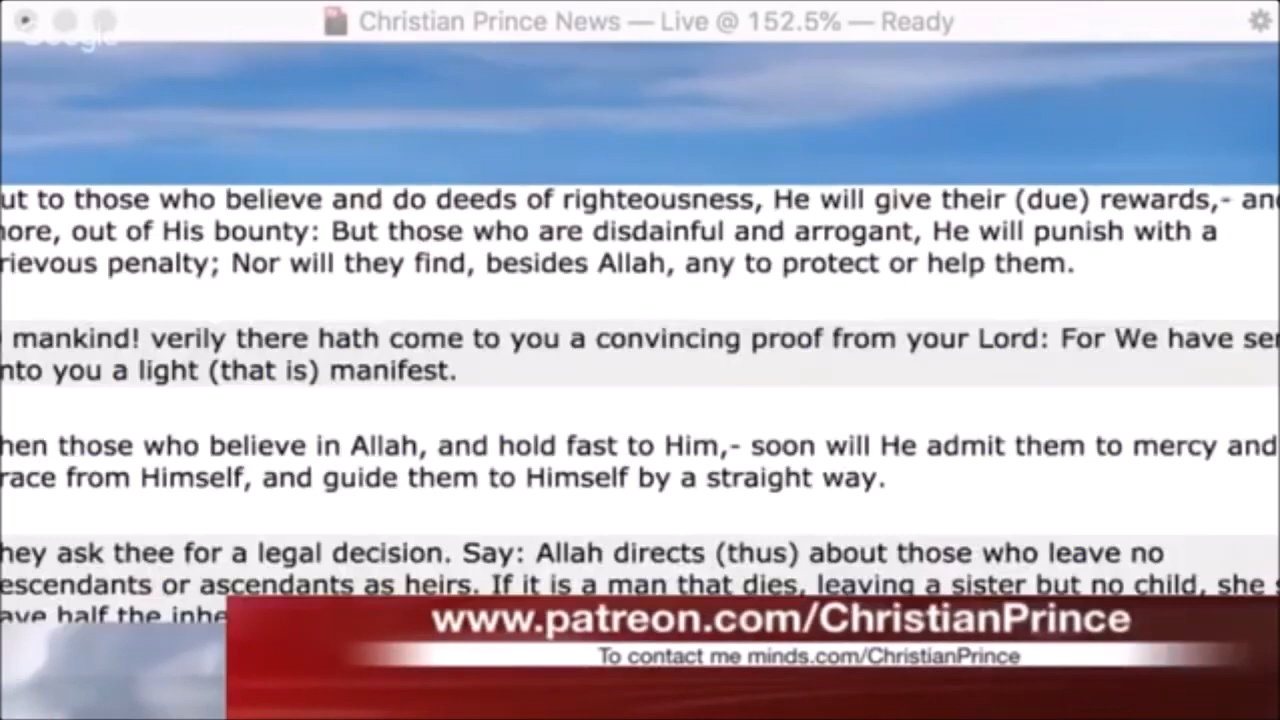 Christian Prince News — Live @ 152.5% — Ready
Google
ut to those who believe and do deeds of righteousness, He will give their (due) rewards,- and
ore, out of His bounty: But those who are disdainful and arrogant, He will punish with a
rievous penalty; Nor will they find, besides Allah, any to protect or help them.
mankind! verily there hath come to you a convincing proof from your Lord: For We have se
nto you a light (that is) manifest.
hen those who believe in Allah, and hold fast to Him,- soon will He admit them to mercy and
race from Himself, and guide them to Himself by a straight way.
hey ask thee for a legal decision. Say: Allah directs (thus) about those who leave no
escendants or ascendants as heirs. If it is a man that dies, leaving a sister but no child, she s
ave half the inhe
www.patreon.com/ChristianPrince
To contact me minds.com/ChristianPrince